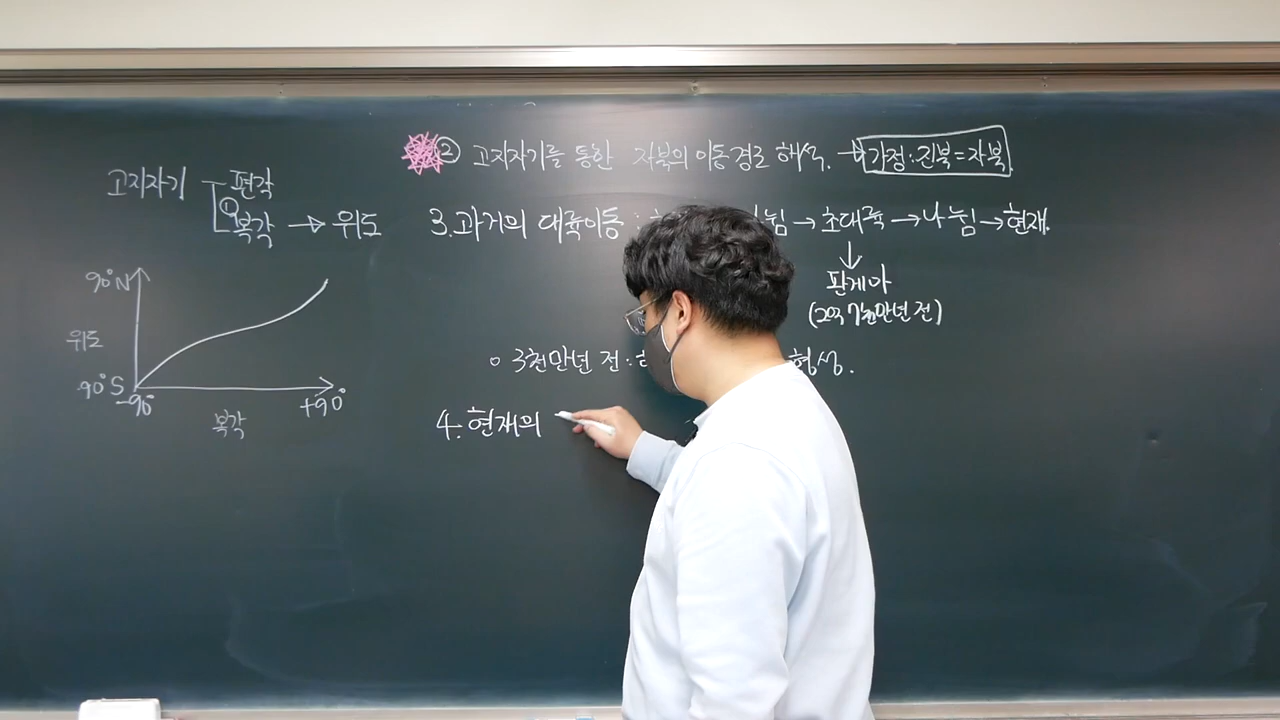 고지자기 편각
① 복각 → 위도
90°N
위도
-90°S
-90° +90°
복각
② 고지자기를 통한 자북의 이동경로 해석. → 가정:진북=자북
3.과거의 대륙이동 : → 초대륙 → 나뉨 → 현재.
↓
판게아
(2억 7천만년 전)
○ 3천만년 전 : 형성.
4.현재의